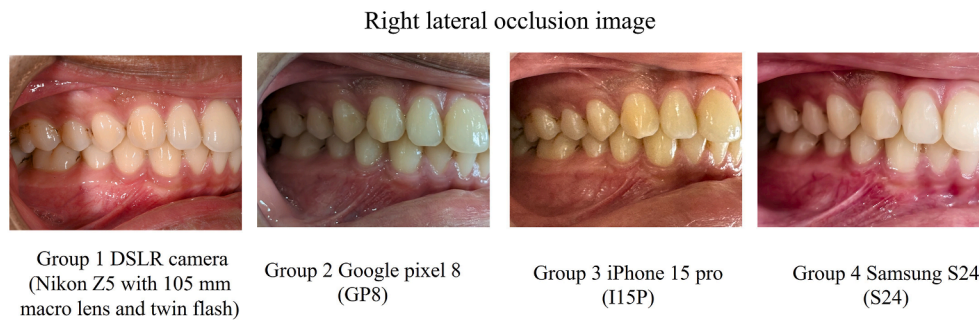 Right lateral occlusion image
Group 1 DSLR camera
(Nikon Z5 with 105 mm
macro lens and twin flash)
Group 2 Google pixel 8
(GP8)
Group 3 iPhone 15 pro
(I15P)
Group 4 Samsung S24
(S24)